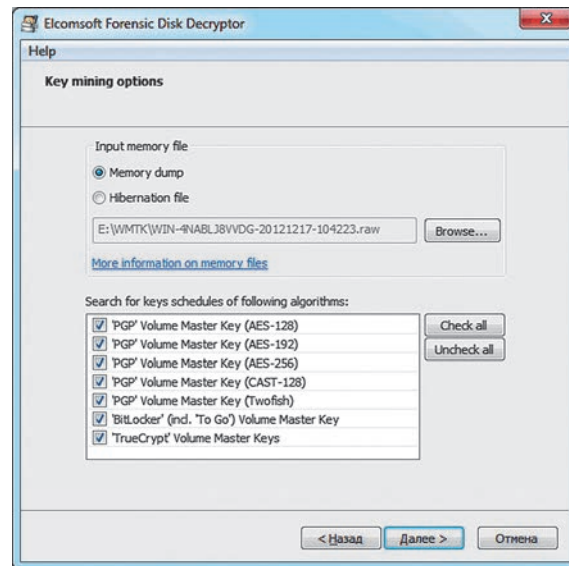 Elcomsoft Forensic Disk Decryptor
Help
Key mining options
Input memory file
Memory dump
Hibernation file
E:\WMTK\WIN-4NABLJ8VVDG-20121217-104223.raw
Browse...
More information on memory files
Search for keys schedules of following algorithms:
'PGP' Volume Master Key (AES-128)
Check all
'PGP' Volume Master Key (AES-192)
Uncheck all
'PGP' Volume Master Key (AES-256)
'PGP' Volume Master Key (CAST-128)
'PGP' Volume Master Key (Twofish)
'BitLocker' (incl. 'To Go') Volume Master Key
'TrueCrypt' Volume Master Keys
< Назад
Далее >
Отмена